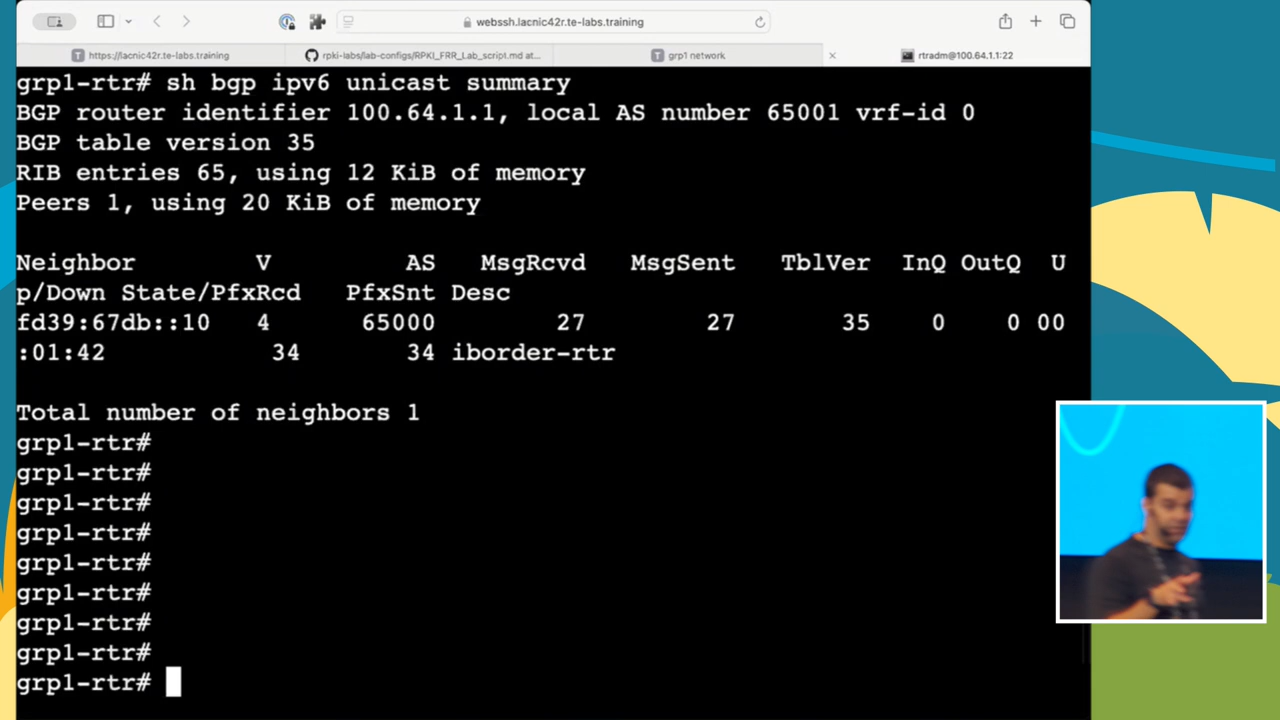 webssh.lacnic42r.te-labs.training
https://lacnic42r.te-labs.training
rpki-labs/lab-configs/RPKI_FRR_Lab_script.md at...
grp1 network
rtradm@100.64.1.1:22
grp1-rtr# sh bgp ipv6 unicast summary
BGP router identifier 100.64.1.1, local AS number 65001 vrf-id 0
BGP table version 35
RIB entries 65, using 12 KiB of memory
Peers 1, using 20 KiB of memory
Neighbor V AS MsgRcvd MsgSent TblVer InQ OutQ U
p/Down State/PfxRcd PfxSnt Desc
fd39:67db::10 4 65000 27 27 35 0 0 00
:01:42 34 34 iborder-rtr
Total number of neighbors 1
grp1-rtr#
grp1-rtr#
grp1-rtr#
grp1-rtr#
grp1-rtr#
grp1-rtr#
grp1-rtr#
grp1-rtr#
grp1-rtr#